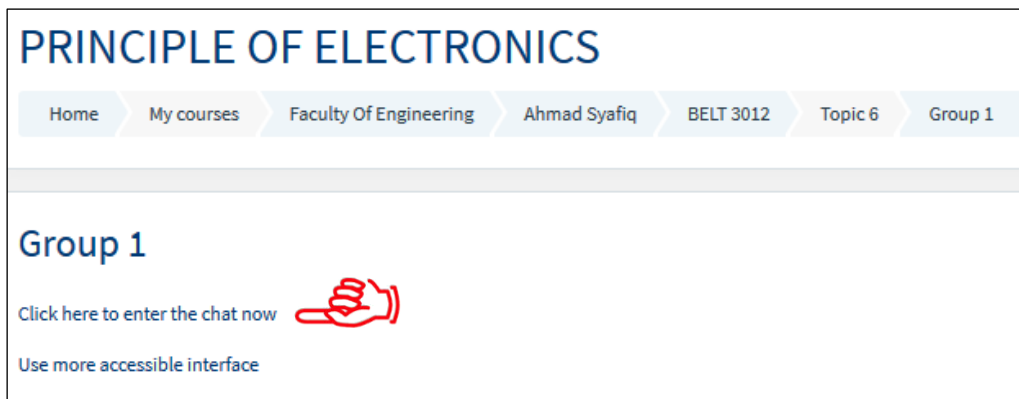 PRINCIPLE OF ELECTRONICS
Home My courses Faculty Of Engineering Ahmad Syafiq BELT 3012 Topic 6 Group 1
Group 1
Click here to enter the chat now
Use more accessible interface